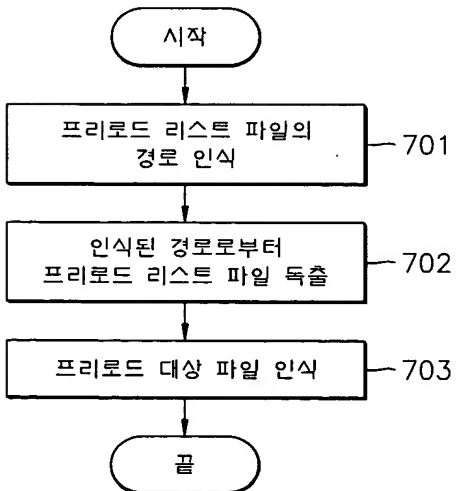 시작
프리로드 리스트 파일의
경로 인식
701
인식된 경로로부터
프리로드 리스트 파일 독출
702
프리로드 대상 파일 인식
703
끝